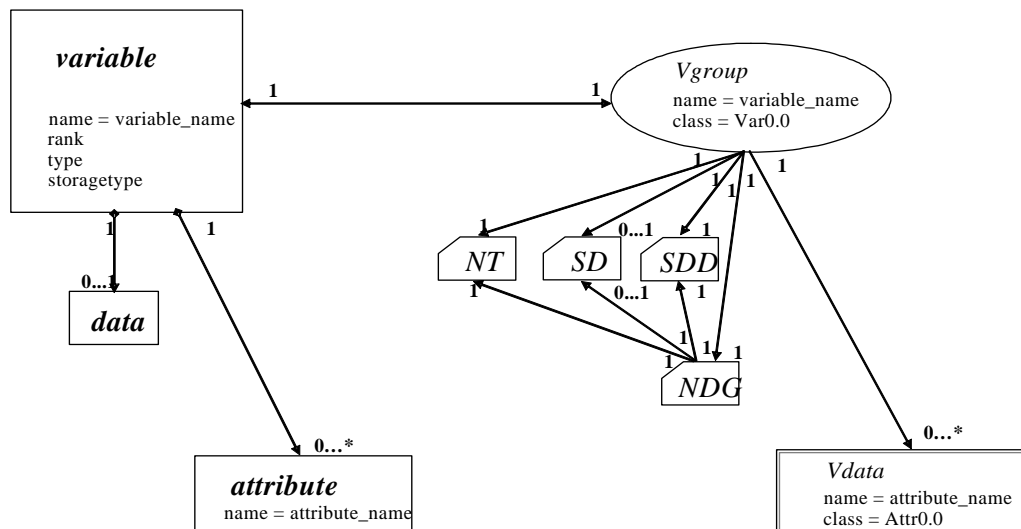 variable
name = variable_name
rank
type
storagetype
1
1
Vgroup
name = variable_name
class = Var0.0
1
1
1
1
1
1
1
1
0...1
1
NT
SD
SDD
0...1
data
1
0...1
1
1
1
1
1
NDG
0...*
attribute
name = attribute_name
0...*
Vdata
name = attribute_name
class = Attr0.0